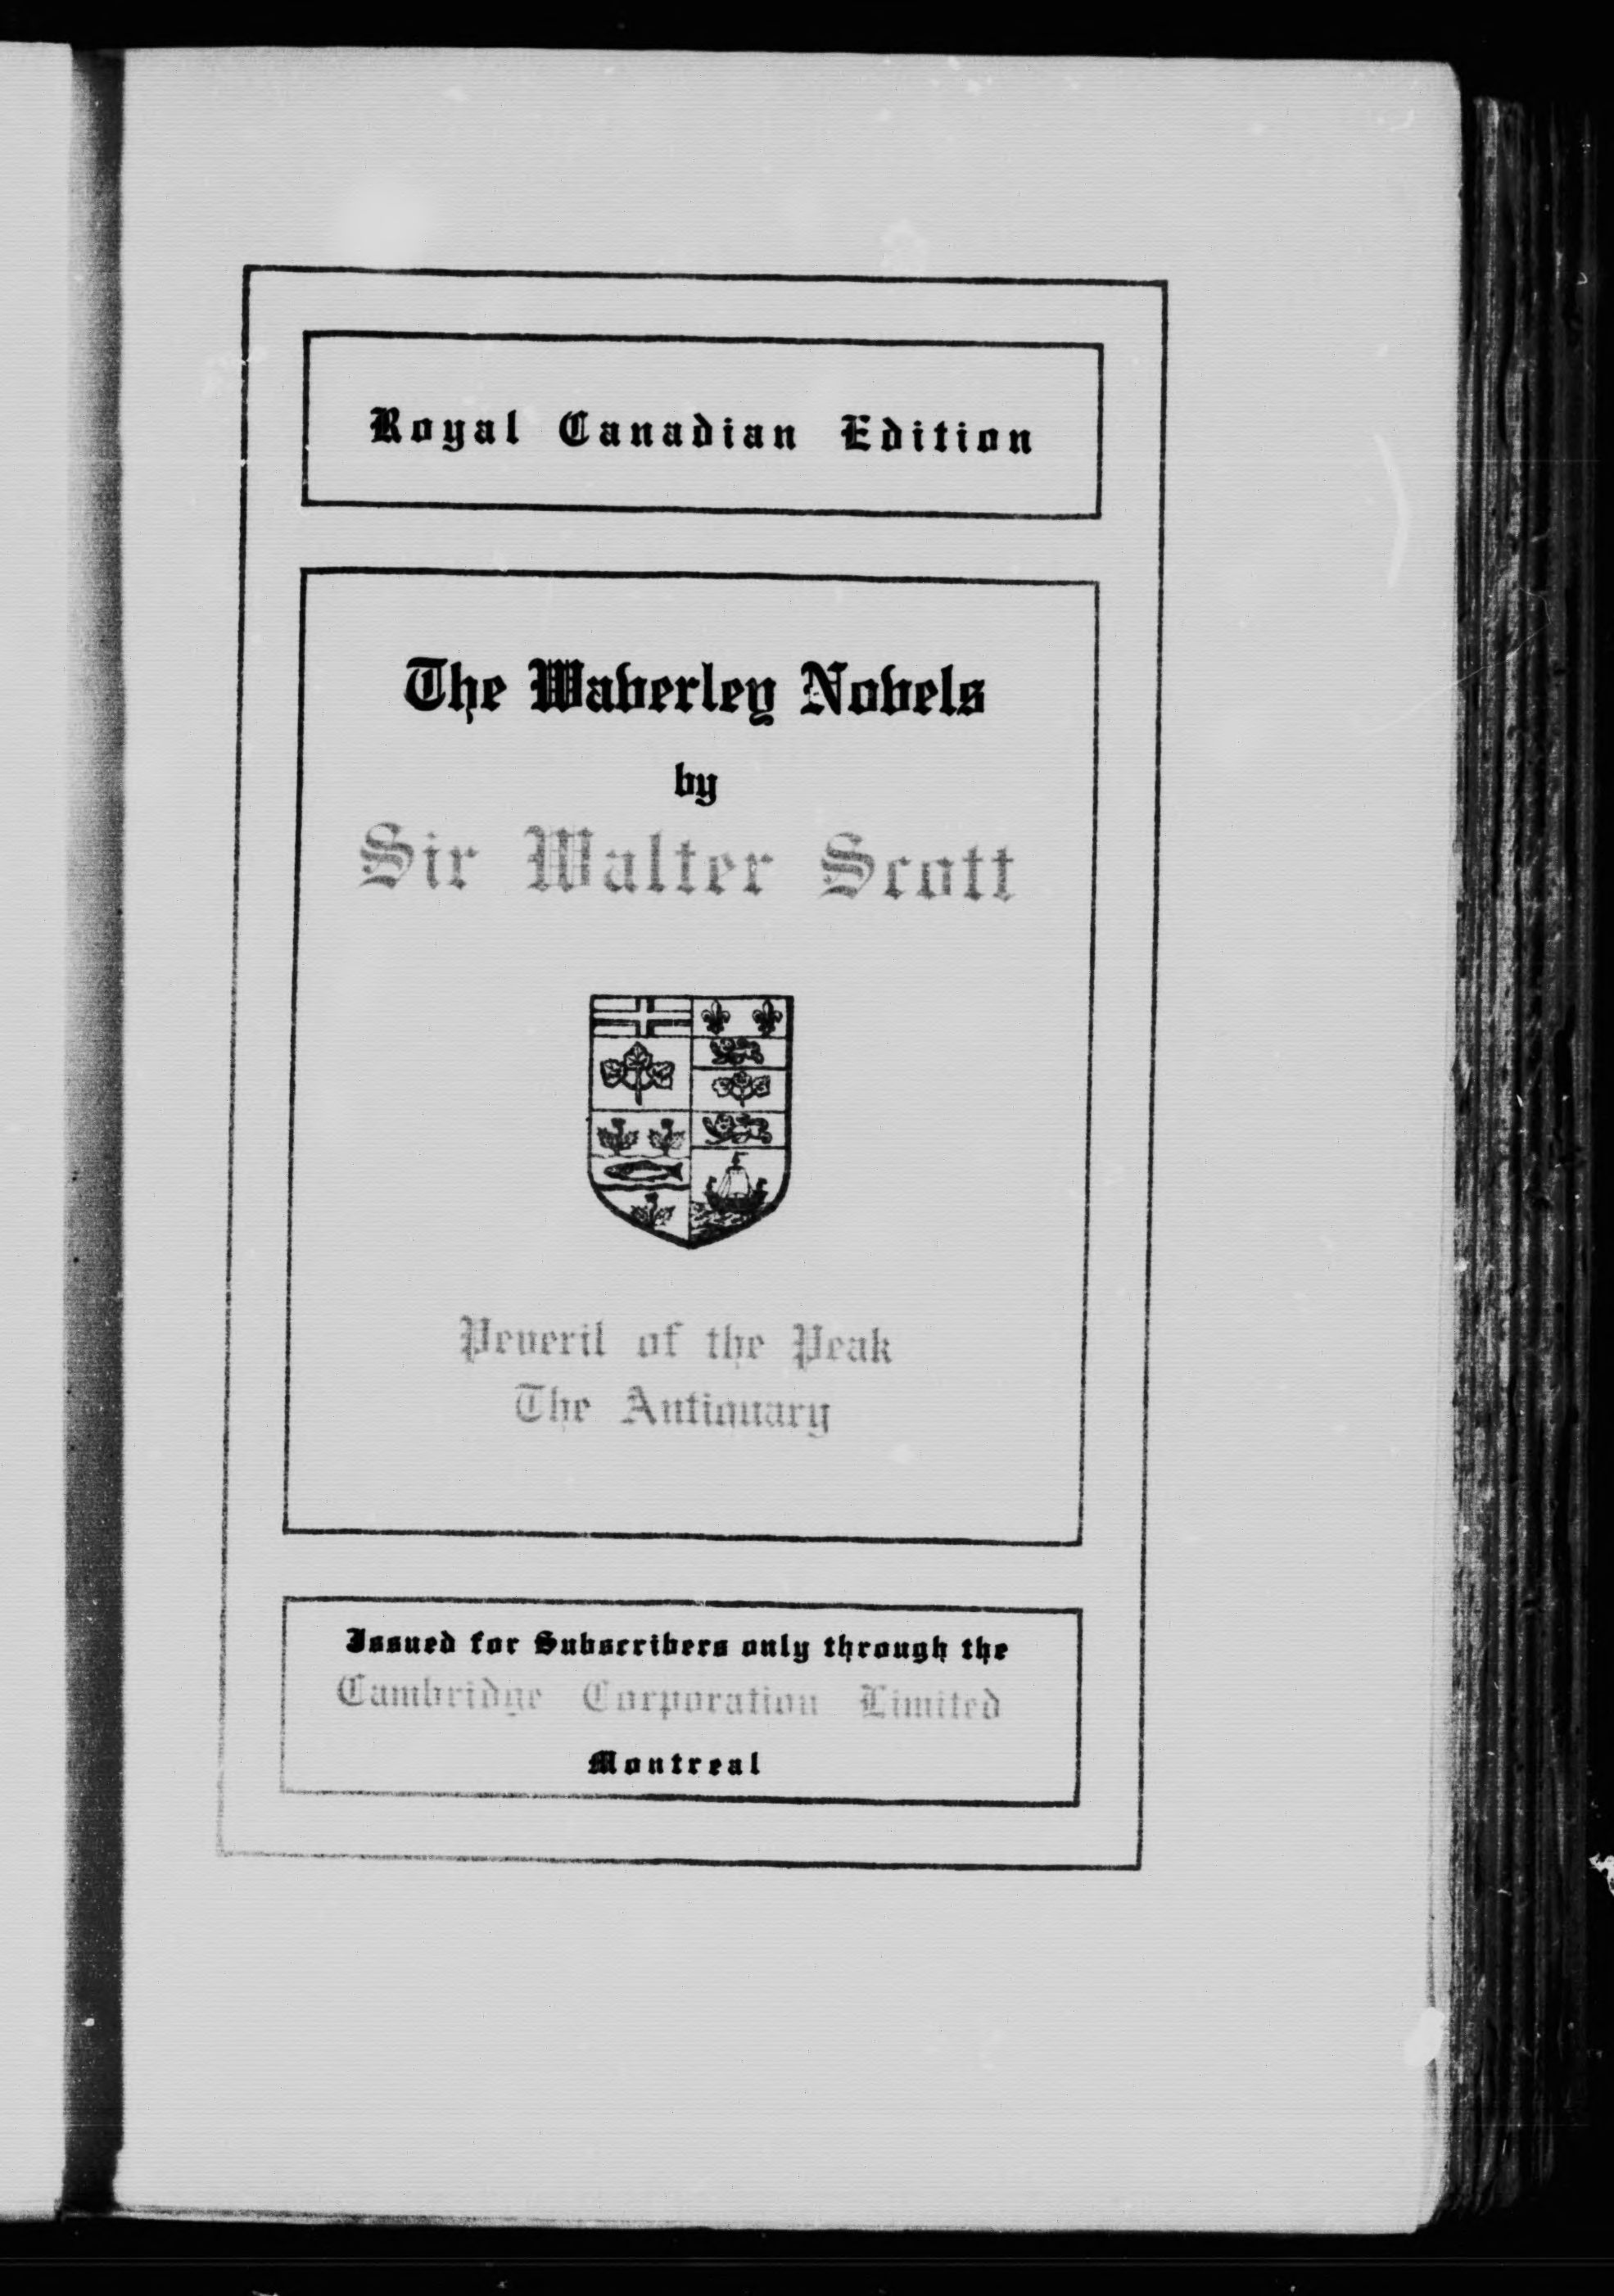 Royal Canadian Edition
The Waverley Novels
by
Sir Walter Scott
Peveril of the Peak
The Antiquary
Issued for Subscribers only through the
Cambridge Corporation Limited
Montreal